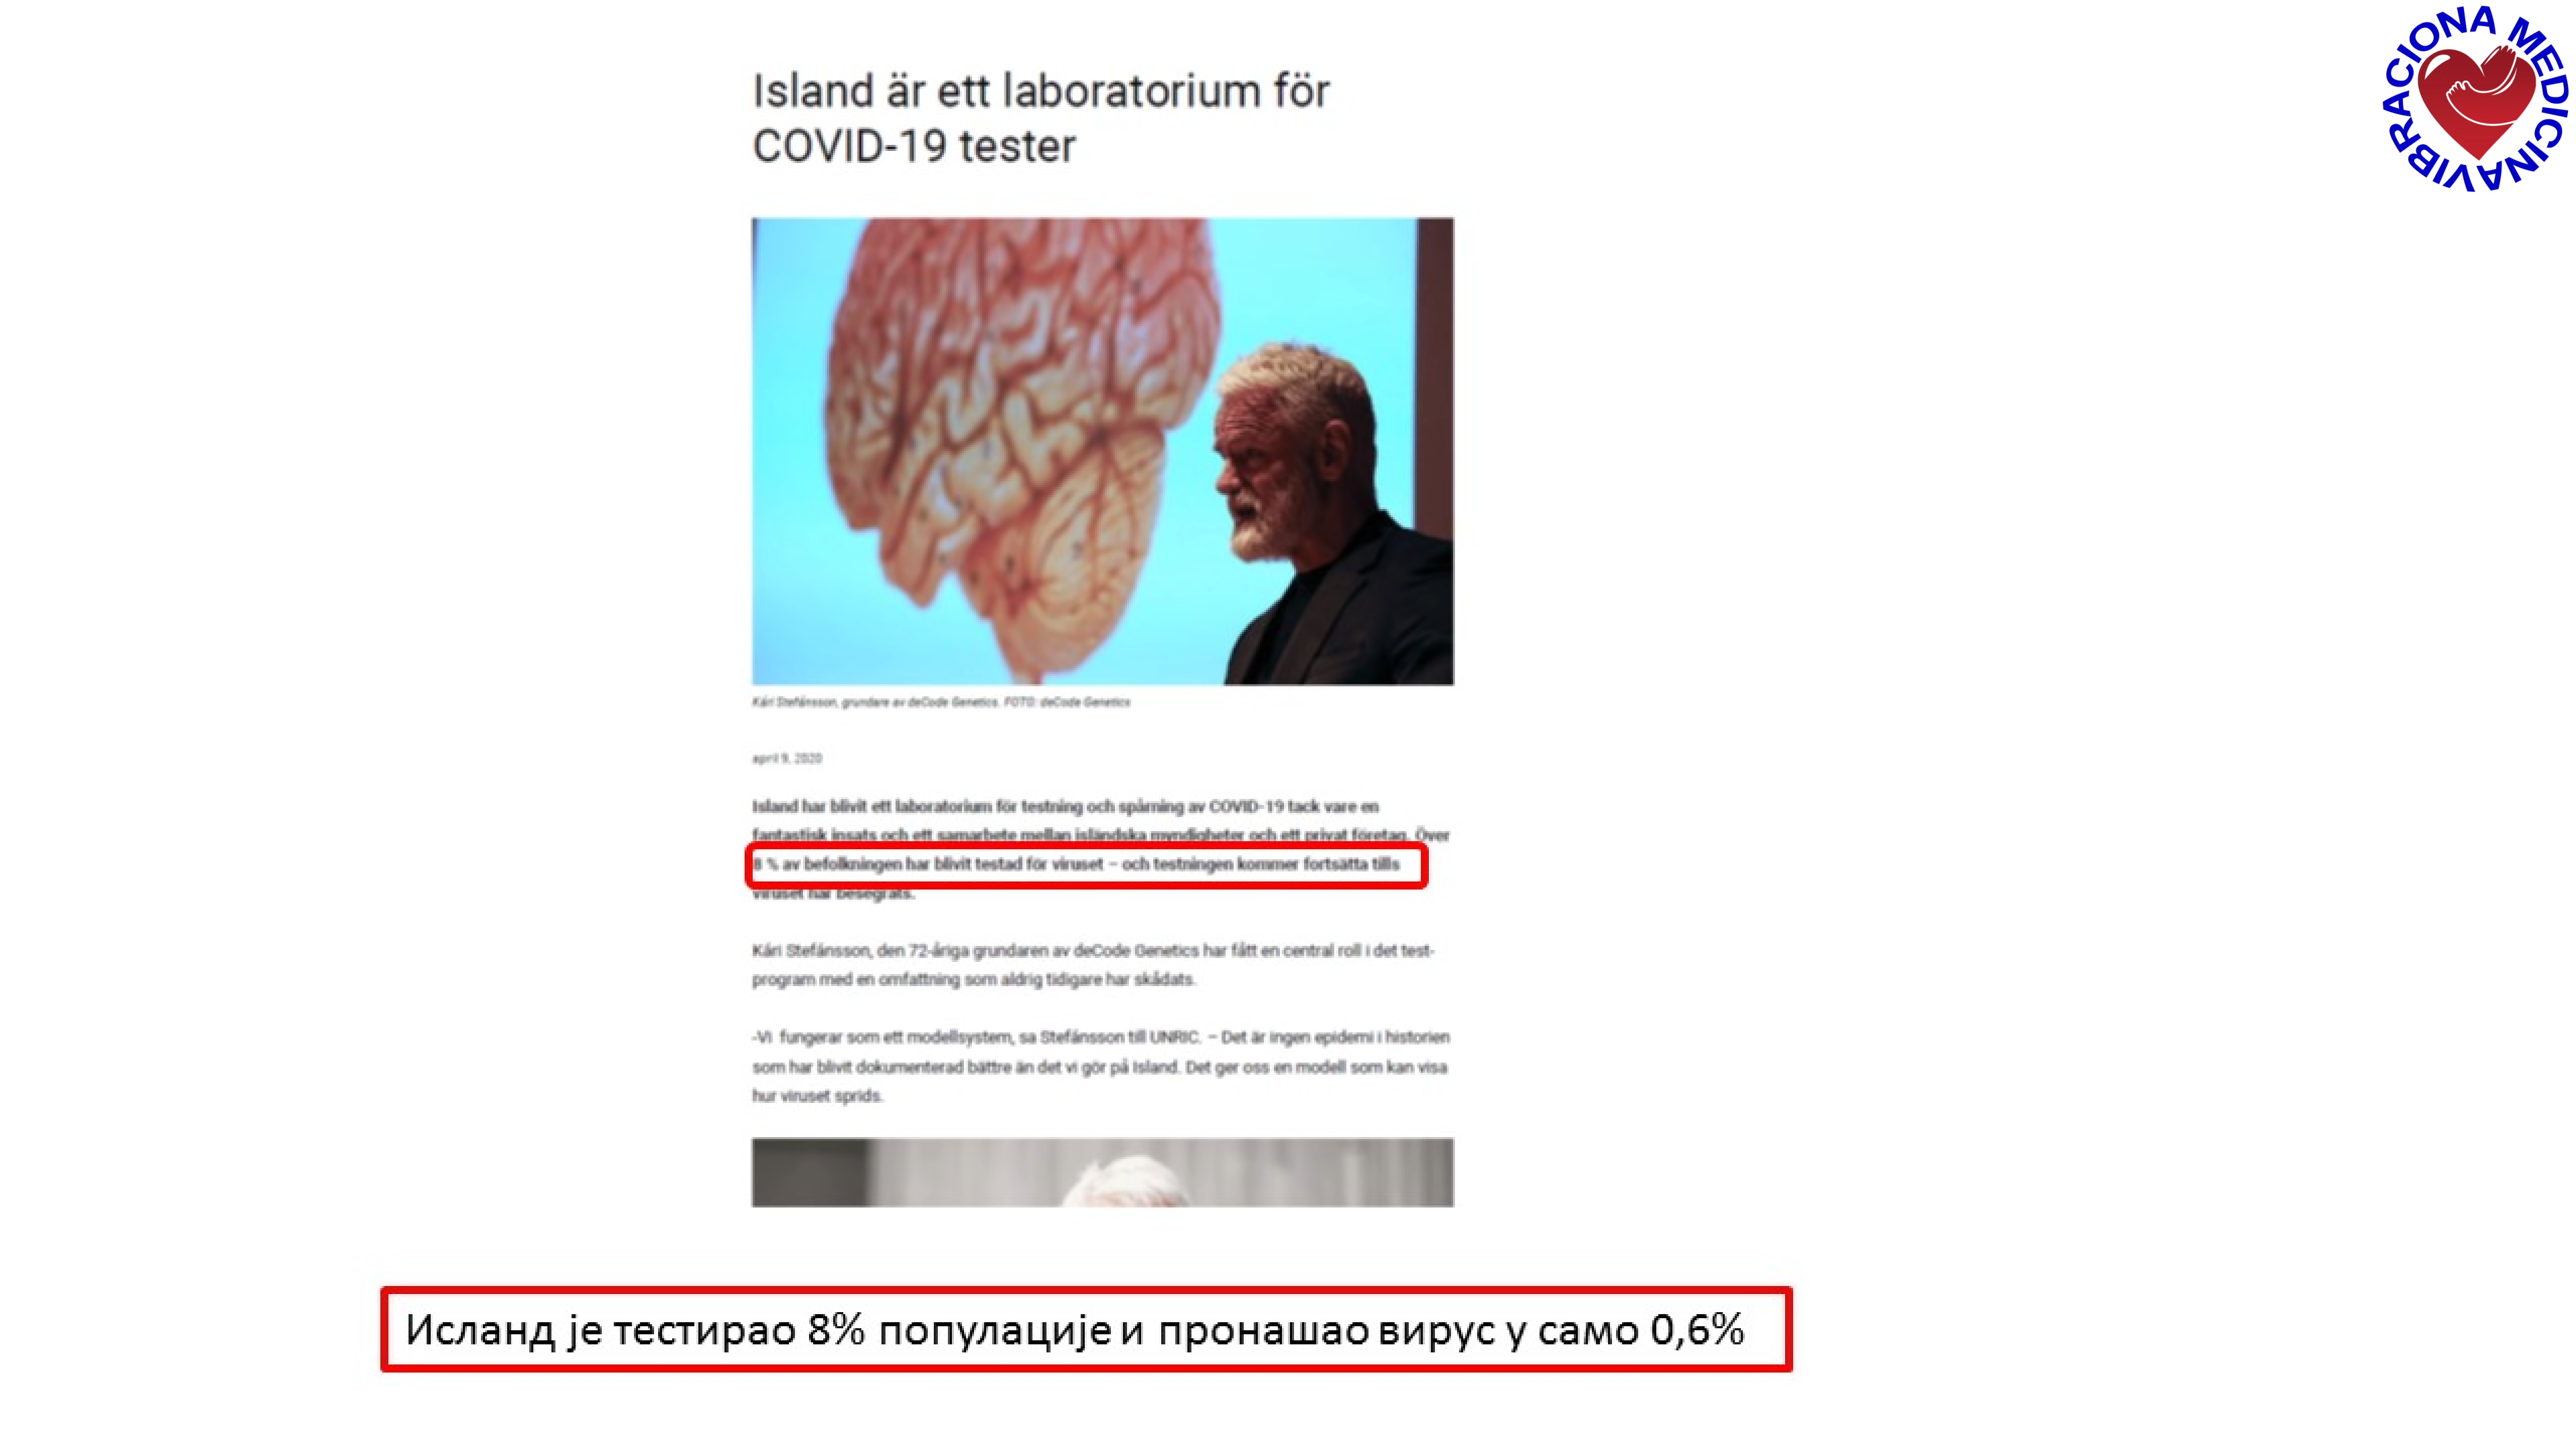 VIBRACIONA MEDICINA
Island är ett laboratorium för
COVID-19 tester
Kári Stefánsson, grundare av deCode Genetics. FOTO: deCode Genetics
april 9, 2020
Island har blivit ett laboratorium för testning och spårning av COVID-19 tack vare en
fantastisk insats och ett samarbete mellan isländska myndigheter och ett privat företag. Över
8 % av befolkningen har blivit testad för viruset – och testningen kommer fortsätta tills
viruset har besegrats.
Kári Stefánsson, den 72-åriga grundaren av deCode Genetics har fått en central roll i det test-
program med en omfattning som aldrig tidigare har skådats.
-Vi fungerar som ett modellsystem, sa Stefánsson till UNRIC. – Det är ingen epidemi i historien
som har blivit dokumenterad bättre än det vi gör på Island. Det ger oss en modell som kan visa
hur viruset sprids.
Исланд је тестирао 8% популације и пронашао вирус у само 0,6%